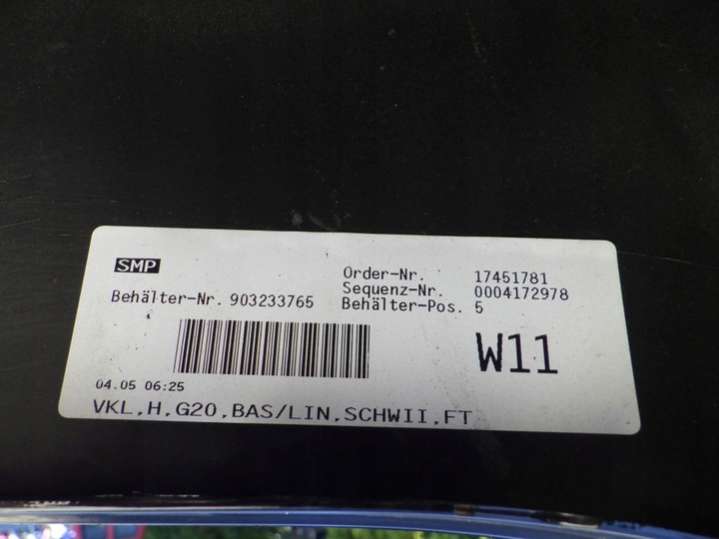 SMP
Order-Nr. 17451781
Sequenz-Nr. 0004172978
Behälter-Nr. 903233765 Behälter-Pos. 5
W11
04.05 06:25
VKL,H,G20,BAS/LIN,SCHWII,FT